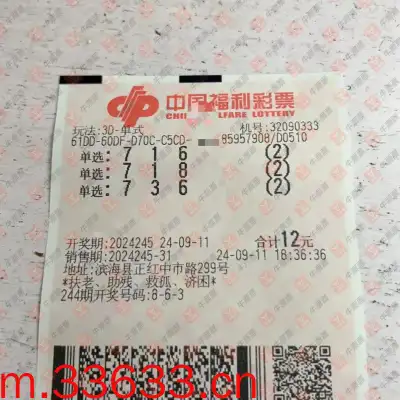 中国福利彩票
CHI LFARE LOTTERY
玩法:3D-单式 机号:32090333
61DD-60DF-D70C-C5CD- 85957908/D0510
单选:7 1 6 (2)
单选:7 1 8 (2)
单选:7 3 6 (2)
开奖期:2024245 24-09-11 合计12元
销售期:2024245-31 24-09-11 18:36:36
地址:滨海县正红中市路299号
*扶老、助残、救孤、济困*
244期开奖号码:8-6-3
m.33633.cn